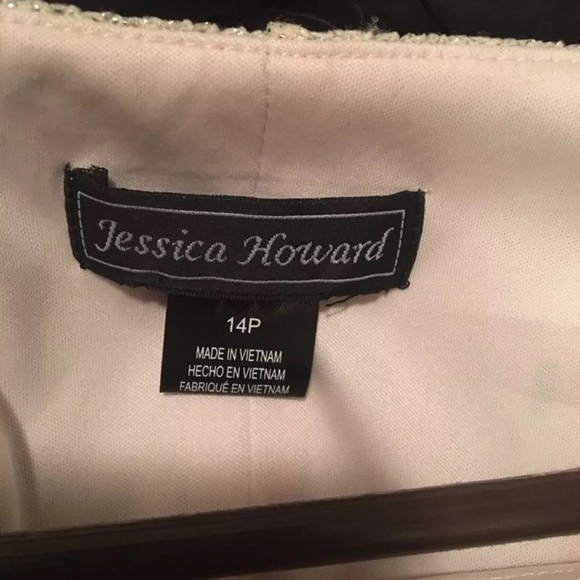 Jessica Howard
14P
MADE IN VIETNAM
HECHO EN VIETNAM
FABRIQUÉ EN VIETNAM